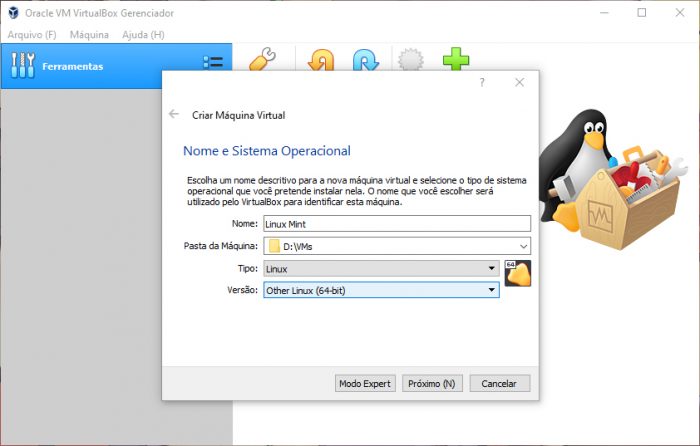 Oracle VM VirtualBox Gerenciador
Arquivo (F) Máquina Ajuda (H)
Ferramentas
?
Criar Máquina Virtual
Nome e Sistema Operacional
Escolha um nome descritivo para a nova máquina virtual e selecione o tipo de sistema
operacional que você pretende instalar nela. O nome que você escolher será
utilizado pelo VirtualBox para identificar esta máquina.
Nome: Linux Mint
Pasta da Máquina: D:\VMs
Tipo: Linux
64
Versão: Other Linux (64-bit)
Modo Expert Próximo (N) Cancelar